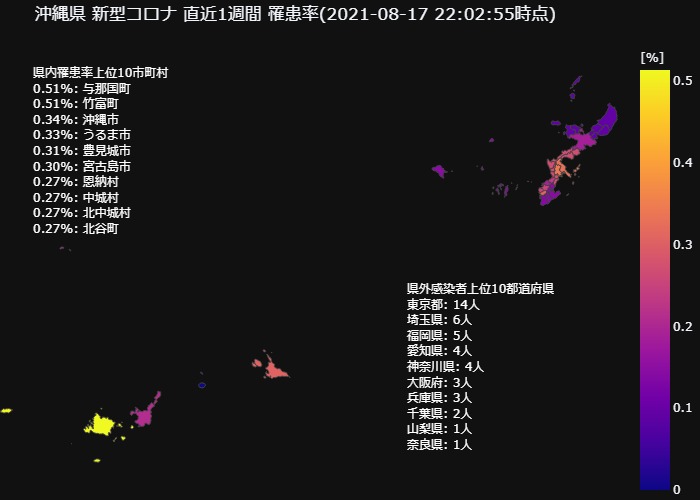 沖縄県 新型コロナ 直近1週間 罹患率(2021-08-17 22:02:55時点)
県内罹患率上位10市町村
0.51%: 与那国町
0.51%: 竹富町
0.34%: 沖縄市
0.33%: うるま市
0.31%: 豊見城市
0.30%: 宮古島市
0.27%: 恩納村
0.27%: 中城村
0.27%: 北中城村
0.27%: 北谷町
県外感染者上位10都道府県
東京都: 14人
埼玉県: 6人
福岡県: 5人
愛知県: 4人
神奈川県: 4人
大阪府: 3人
兵庫県: 3人
千葉県: 2人
山梨県: 1人
奈良県: 1人
[%]
0.5
0.4
0.3
0.2
0.1
0